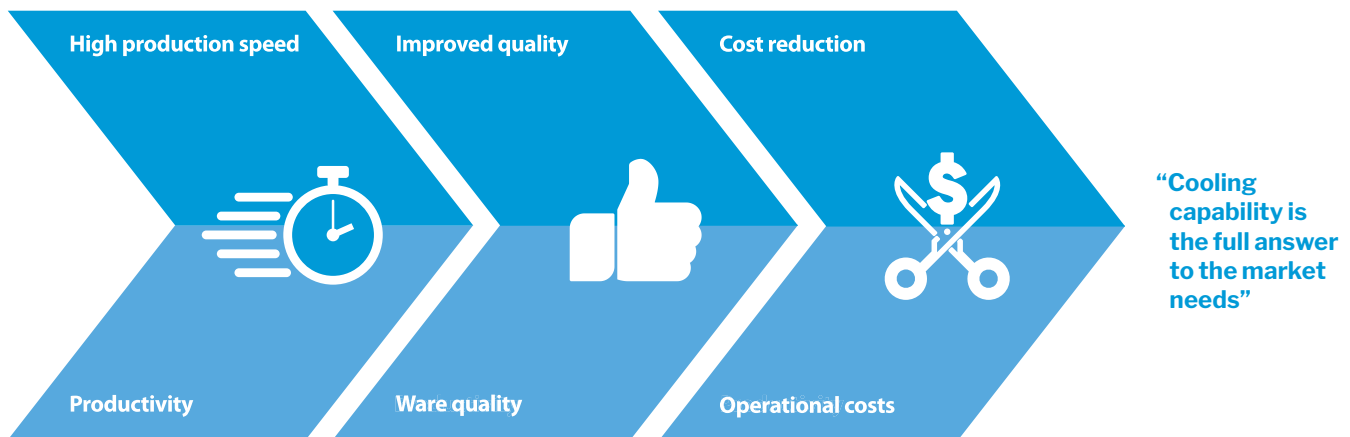 High production speed
Improved quality
Cost reduction
$
“Cooling
capability is
the full answer
to the market
needs”
Productivity
Ware quality
Operational costs